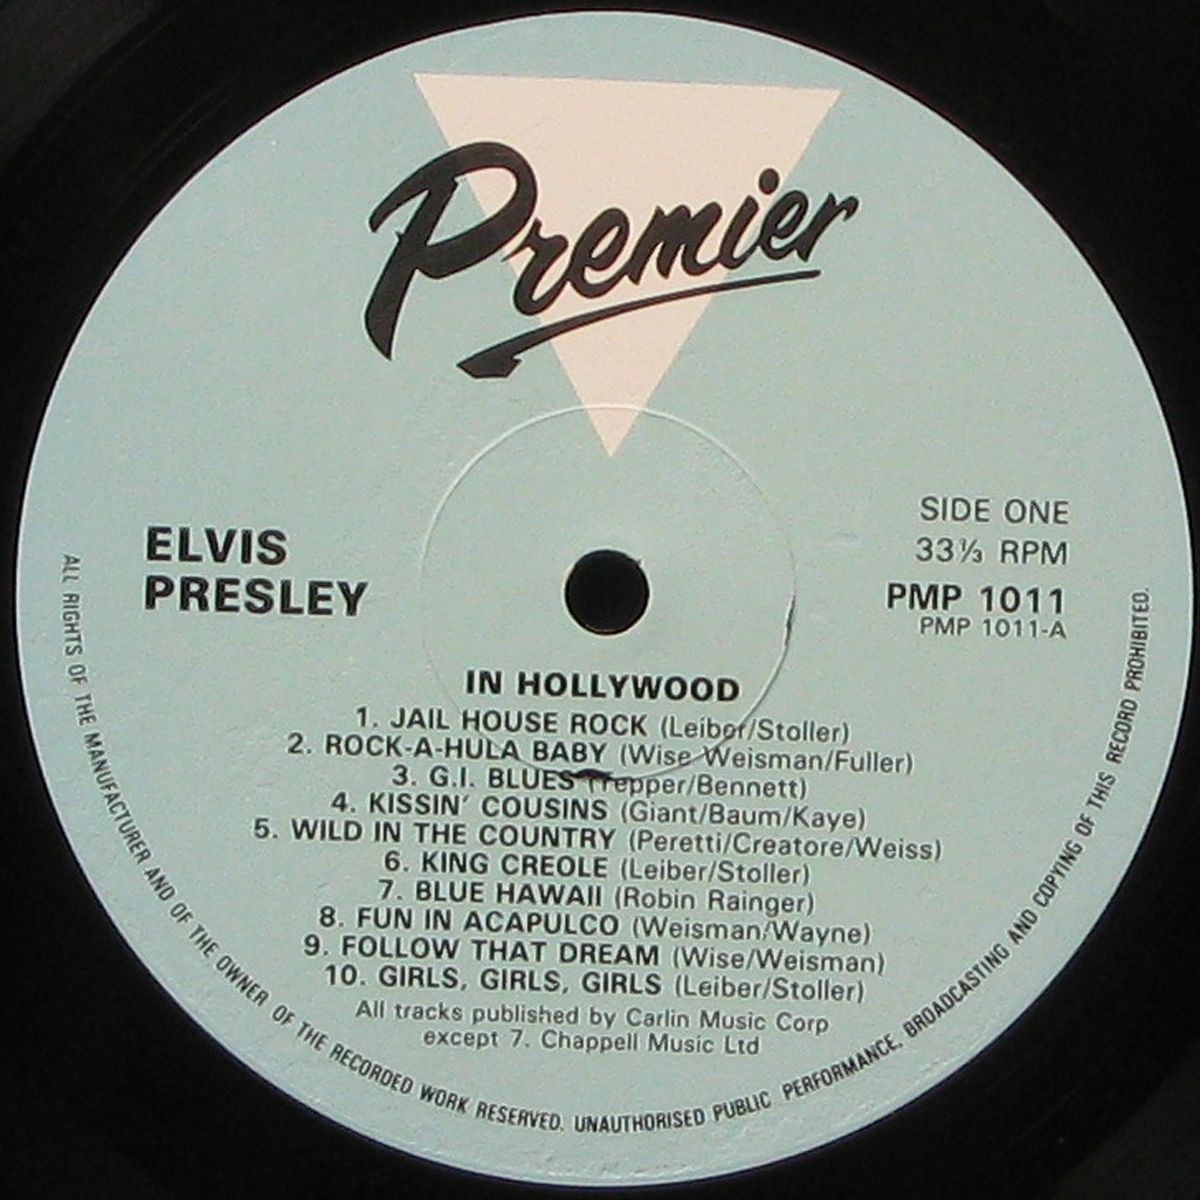 Premier
ELVIS
PRESLEY
SIDE ONE
33⅓ RPM
PMP 1011
PMP 1011-A
IN HOLLYWOOD
1. JAIL HOUSE ROCK (Leiber/Stoller)
2. ROCK-A-HULA BABY (Wise/Weisman/Fuller)
3. G.I. BLUES (Tepper/Bennett)
4. KISSIN' COUSINS (Giant/Baum/Kaye)
5. WILD IN THE COUNTRY (Peretti/Creatore/Weiss)
6. KING CREOLE (Leiber/Stoller)
7. BLUE HAWAII (Robin Rainger)
8. FUN IN ACAPULCO (Weisman/Wayne)
9. FOLLOW THAT DREAM (Wise/Weisman)
10. GIRLS, GIRLS, GIRLS (Leiber/Stoller)
All tracks published by Carlin Music Corp
except 7. Chappell Music Ltd
ALL RIGHTS OF THE MANUFACTURER AND OF THE OWNER OF THE RECORDED WORK RESERVED. UNAUTHORISED PUBLIC PERFORMANCE, BROADCASTING AND COPYING OF THIS RECORD PROHIBITED.